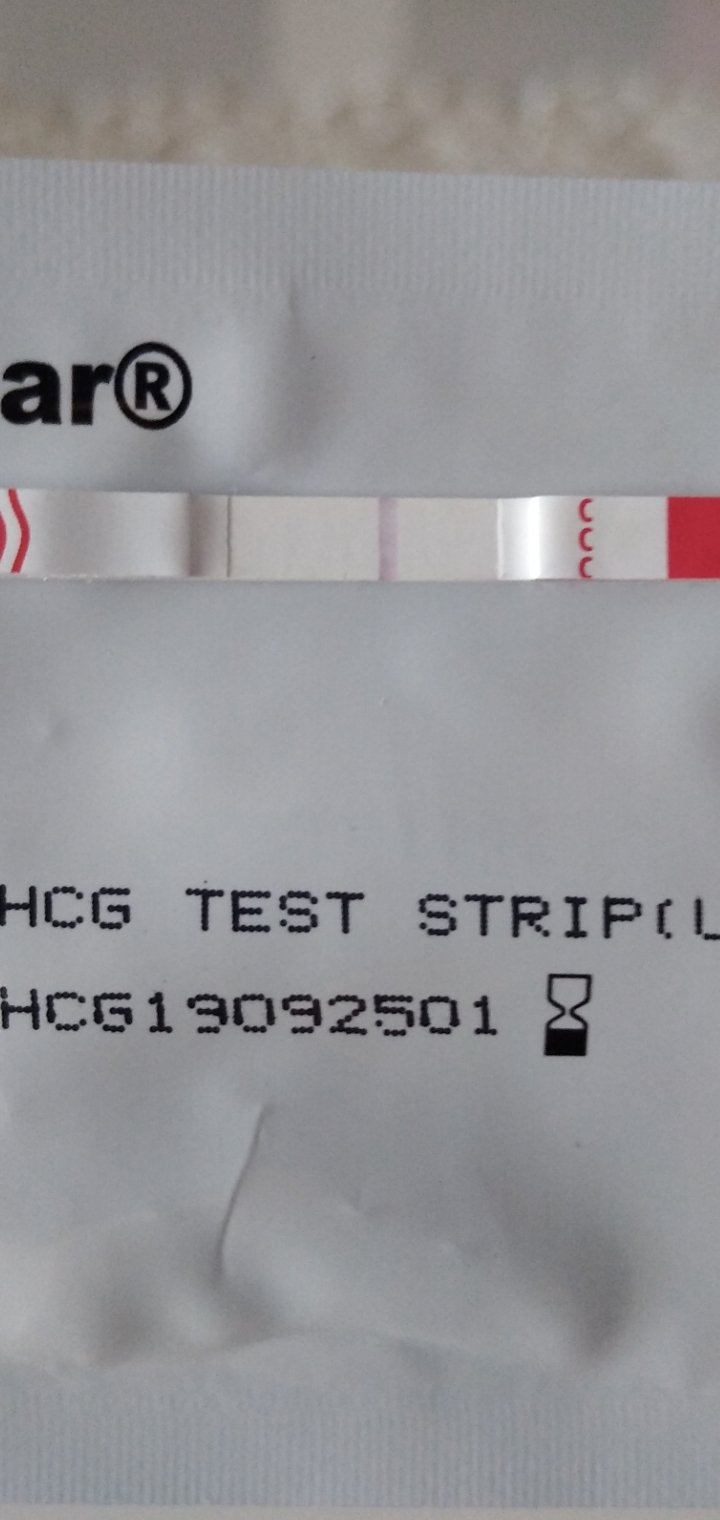 ar®
HCG TEST STRIP(L
HCG19092501